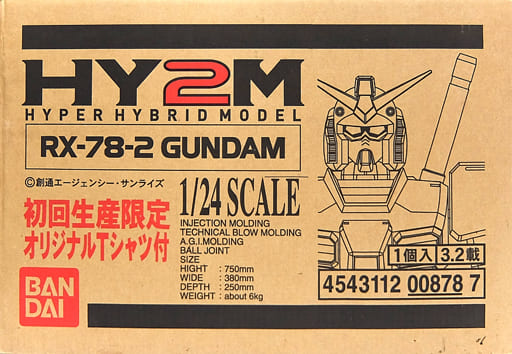 HY2M
HYPER HYBRID MODEL
RX-78-2 GUNDAM
©創通エージェンシー・サンライズ
1/24 SCALE
初回生産限定
オリジナルTシャツ付
INJECTION MOLDING
TECHNICAL BLOW MOLDING
A.G.I.MOLDING
BALL JOINT
SIZE
HIGHT : 750mm
WIDE : 380mm
DEPTH : 250mm
WEIGHT : about 6kg
1個入 3.2載
4543112 00878 7
BAN
DAI